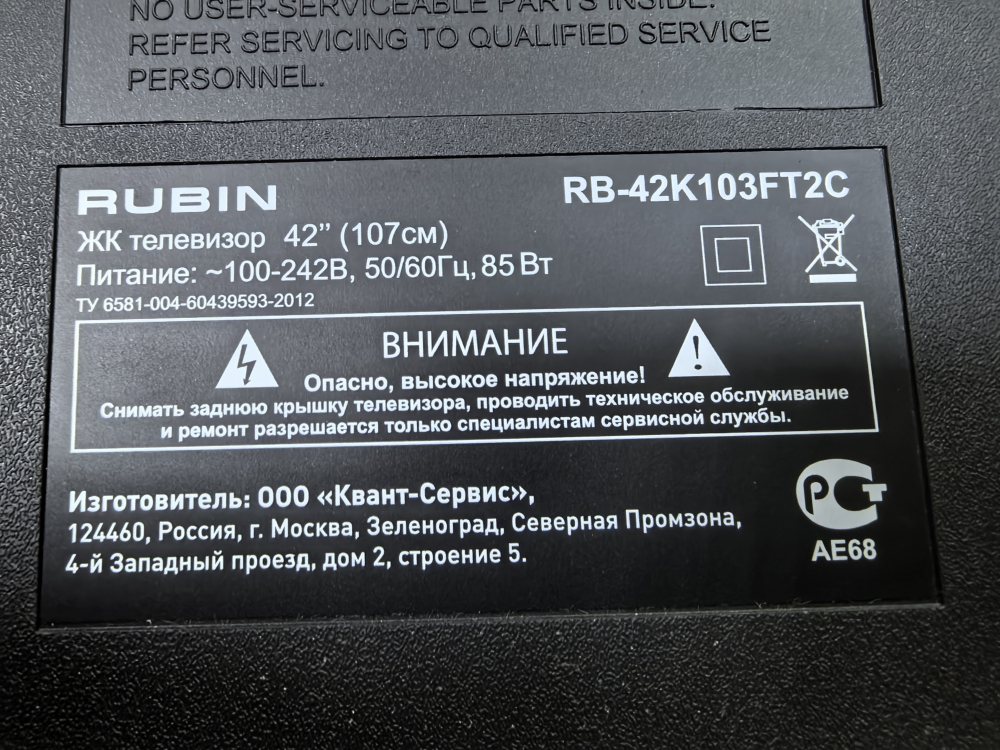 NO USER-SERVICEABLE PARTS INSIDE.
REFER SERVICING TO QUALIFIED SERVICE
PERSONNEL.
RUBIN
RB-42K103FT2C
ЖК телевизор 42” (107см)
Питание: ~100-242В, 50/60Гц, 85 Вт
ТУ 6581-004-60439593-2012
ВНИМАНИЕ
Опасно, высокое напряжение!
Снимать заднюю крышку телевизора, проводить техническое обслуживание
и ремонт разрешается только специалистам сервисной службы.
Изготовитель: ООО «Квант-Сервис»,
124460, Россия, г. Москва, Зеленоград, Северная Промзона,
4-й Западный проезд, дом 2, строение 5.
РСТ
АЕ68